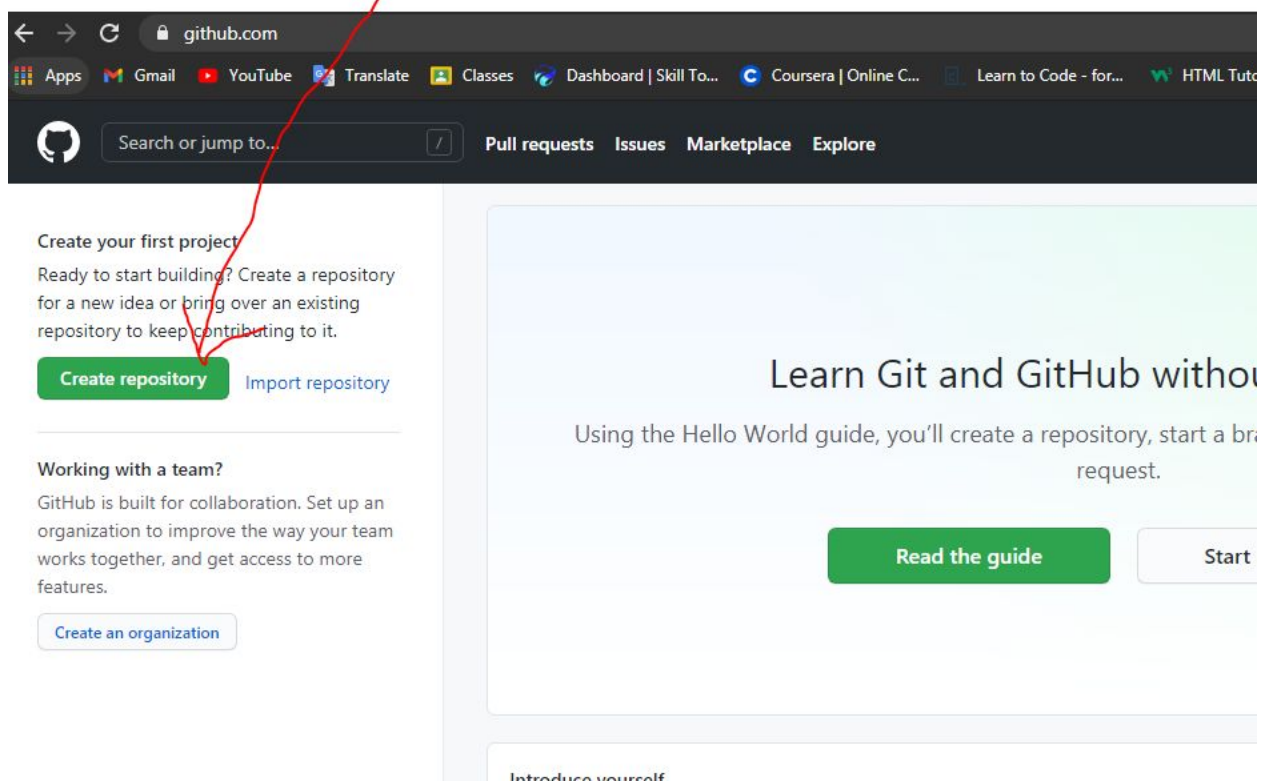 github.com
Apps Gmail YouTube Translate Classes Dashboard | Skill To... Coursera | Online C... Learn to Code - for... HTML Tuto
Search or jump to... / Pull requests Issues Marketplace Explore
Create your first project
Ready to start building? Create a repository
for a new idea or bring over an existing
repository to keep contributing to it.
Create repository Import repository
Working with a team?
GitHub is built for collaboration. Set up an
organization to improve the way your team
works together, and get access to more
features.
Create an organization
Learn Git and GitHub withou
Using the Hello World guide, you'll create a repository, start a bra
request.
Read the guide Start
Introduce yourself